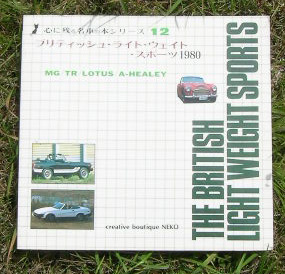 心に残る名車の本シリーズ 12
ブリティッシュ・ライト・ウェイト
・スポーツ1980
MG TR LOTUS A-HEALEY
THE BRITISH
LIGHT WEIGHT SPORTS
creative boutique NEKO